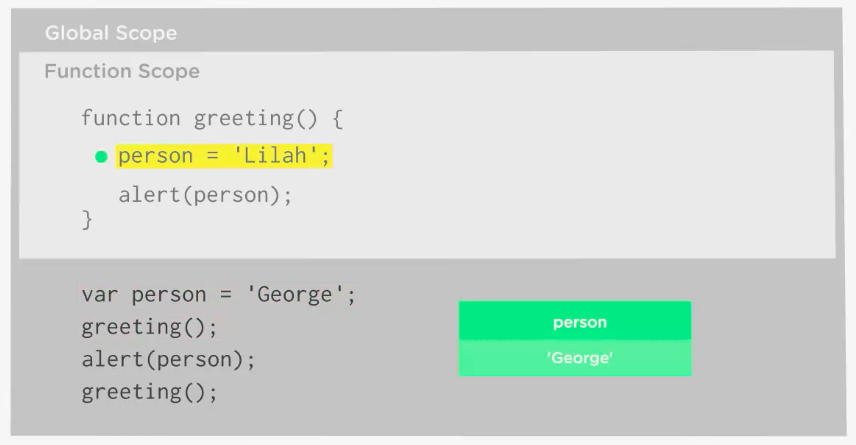 Global Scope
Function Scope
function greeting() {
person = 'Lilah';
alert(person);
}
var person = 'George';
greeting();
alert(person);
greeting();
person
'George'